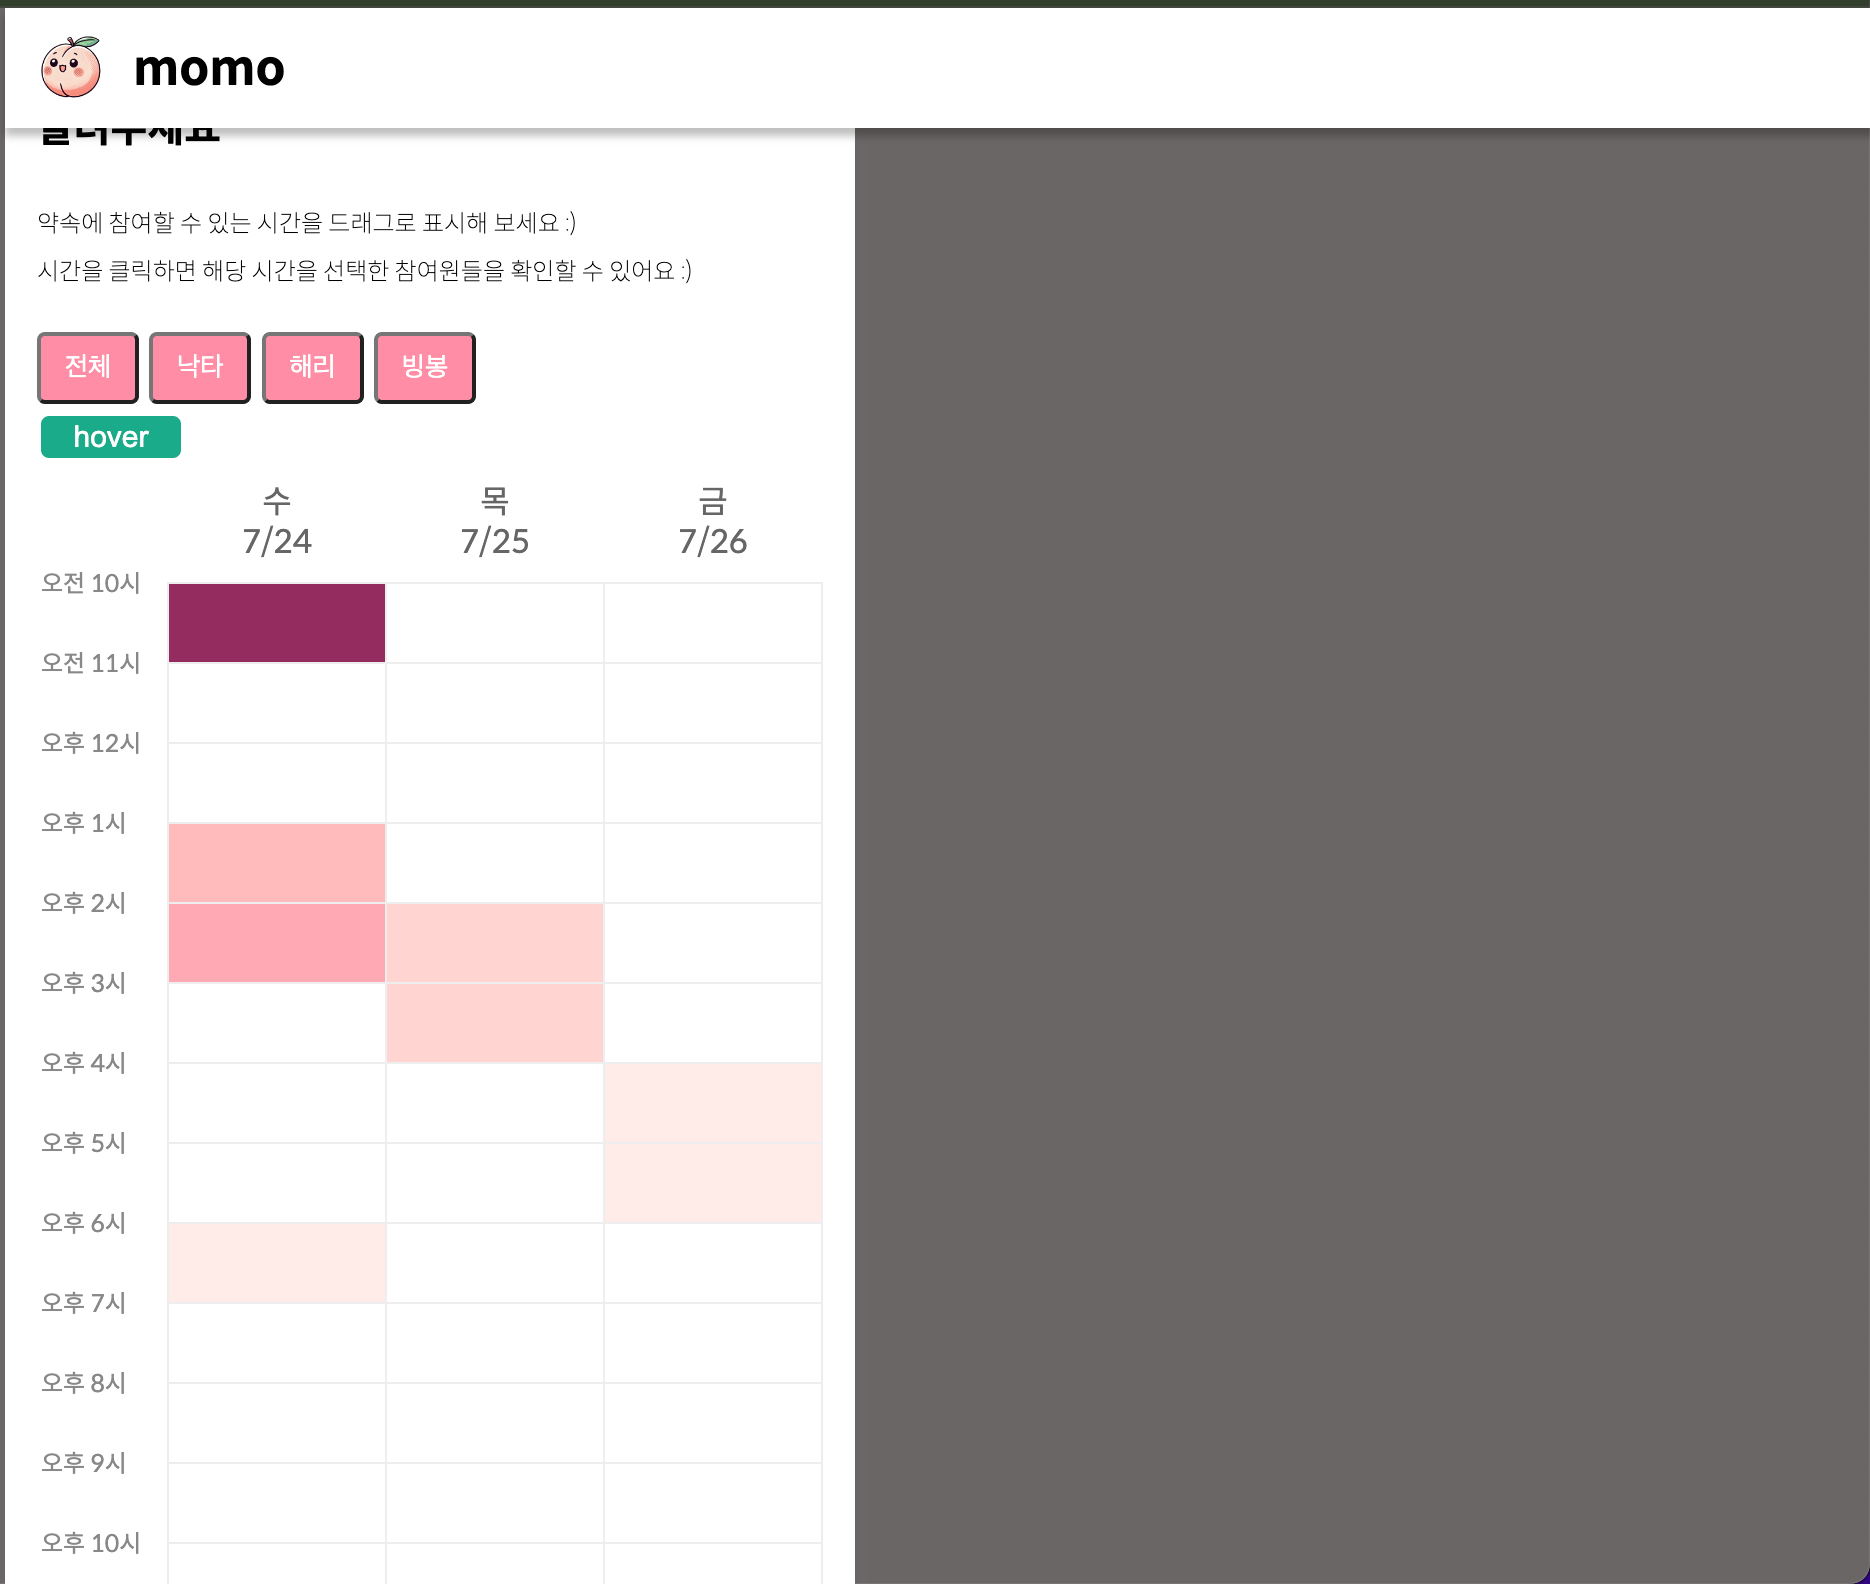 momo
약속에 참여할 수 있는 시간을 드래그로 표시해 보세요 :)
시간을 클릭하면 해당 시간을 선택한 참여원들을 확인할 수 있어요 :)
전체 낙타 해리 빙봉
hover
수 목 금
7/24 7/25 7/26
오전 10시
오전 11시
오후 12시
오후 1시
오후 2시
오후 3시
오후 4시
오후 5시
오후 6시
오후 7시
오후 8시
오후 9시
오후 10시